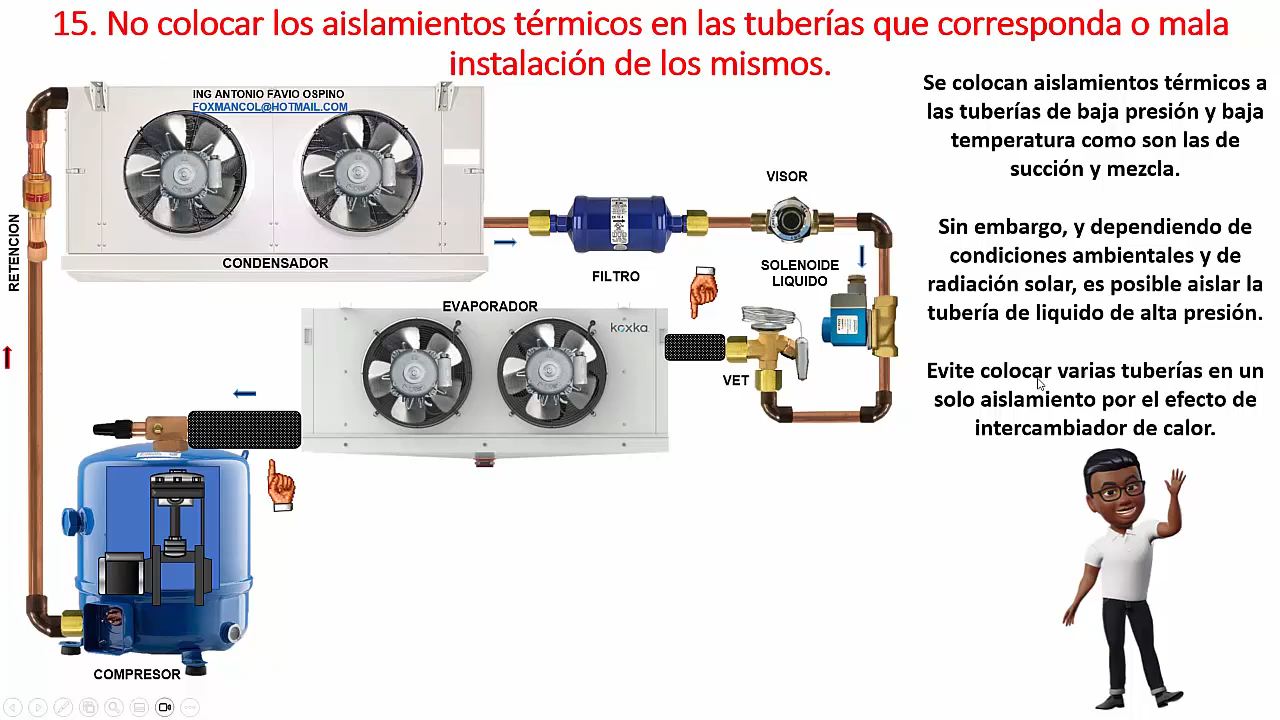 15. No colocar los aislamientos térmicos en las tuberías que corresponda o mala
instalación de los mismos.
ING ANTONIO FAVIO OSPINO
FOXMANCOL@HOTMAIL.COM
Se colocan aislamientos térmicos a
las tuberías de baja presión y baja
temperatura como son las de
succión y mezcla.
VISOR
RETENCION
CONDENSADOR
FILTRO
SOLENOIDE
LIQUIDO
Sin embargo, y dependiendo de
condiciones ambientales y de
radiación solar, es posible aislar la
tubería de liquido de alta presión.
EVAPORADOR
koxka
VET
Evite colocar varias tuberías en un
solo aislamiento por el efecto de
intercambiador de calor.
COMPRESOR